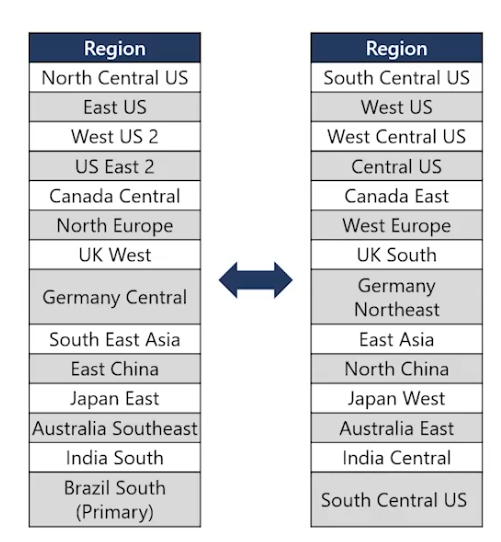 Region
North Central US
East US
West US 2
US East 2
Canada Central
North Europe
UK West
Germany Central
South East Asia
East China
Japan East
Australia Southeast
India South
Brazil South
(Primary)
Region
South Central US
West US
West Central US
Central US
Canada East
West Europe
UK South
Germany
Northeast
East Asia
North China
Japan West
Australia East
India Central
South Central US